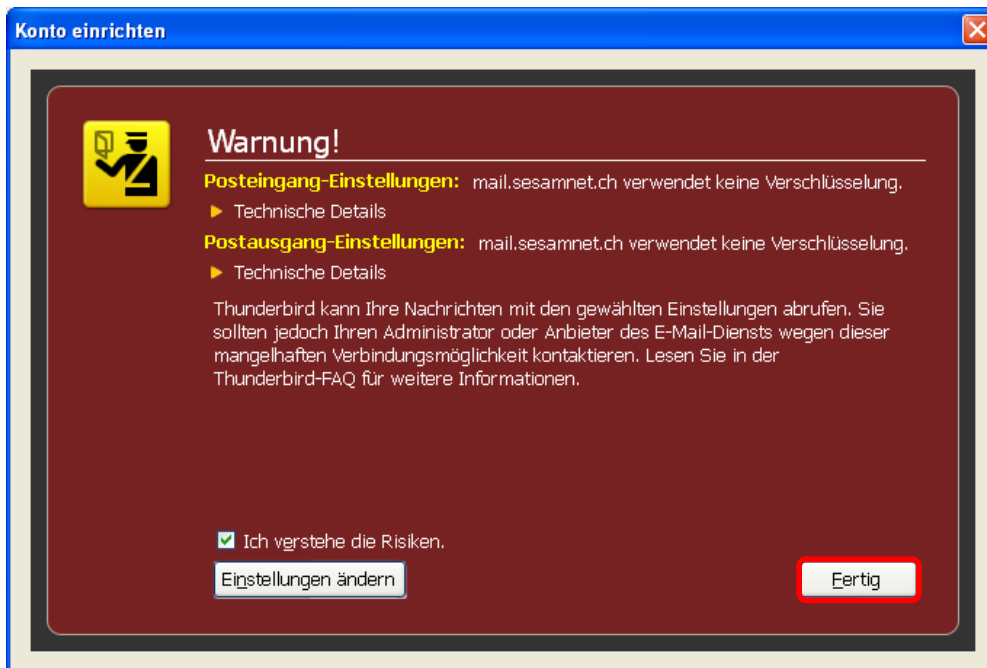 Konto einrichten
Warnung!
Posteingang-Einstellungen: mail.sesamnet.ch verwendet keine Verschlüsselung.
Technische Details
Postausgang-Einstellungen: mail.sesamnet.ch verwendet keine Verschlüsselung.
Technische Details
Thunderbird kann Ihre Nachrichten mit den gewählten Einstellungen abrufen. Sie
sollten jedoch Ihren Administrator oder Anbieter des E-Mail-Diensts wegen dieser
mangelhaften Verbindungsmöglichkeit kontaktieren. Lesen Sie in der
Thunderbird-FAQ für weitere Informationen.
Ich verstehe die Risiken.
Einstellungen ändern
Fertig